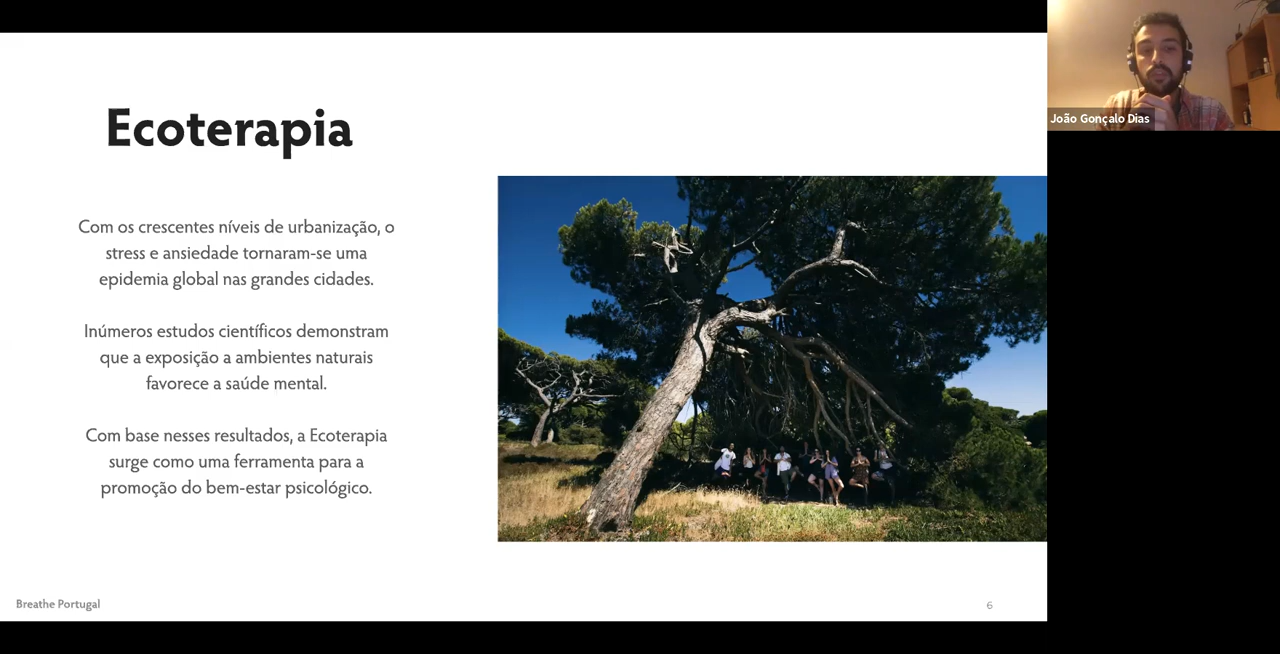 Ecoterapia
Com os crescentes níveis de urbanização, o
stress e ansiedade tornaram-se uma
epidemia global nas grandes cidades.
Inúmeros estudos científicos demonstram
que a exposição a ambientes naturais
favorece a saúde mental.
Com base nesses resultados, a Ecoterapia
surge como uma ferramenta para a
promoção do bem-estar psicológico.
Breathe Portugal
6
João Gonçalo Dias